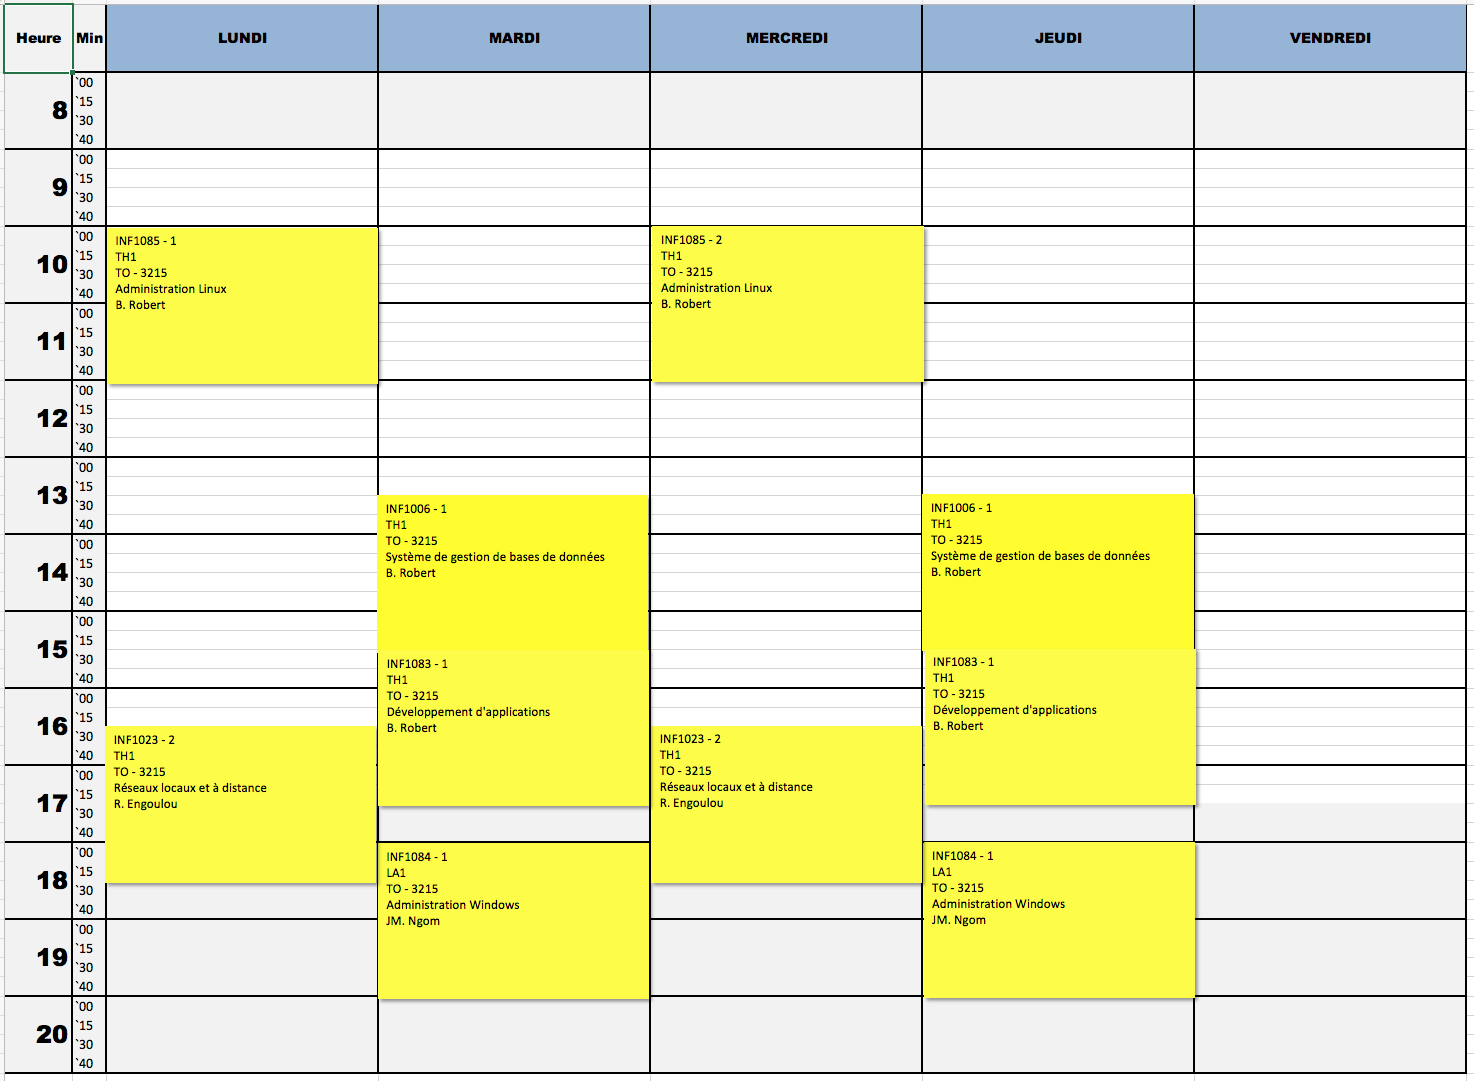 Heure Min LUNDI MARDI MERCREDI JEUDI VENDREDI
8
`00
`15
`30
`40
9
`00
`15
`30
`40
10
`00
`15
`30
`40
11
`00
`15
`30
`40
12
`00
`15
`30
`40
13
`00
`15
`30
`40
14
`00
`15
`30
`40
15
`00
`15
`30
`40
16
`00
`15
`30
`40
17
`00
`15
`30
`40
18
`00
`15
`30
`40
19
`00
`15
`30
`40
20
`00
`15
`30
`40
INF1085 - 1
TH1
TO - 3215
Administration Linux
B. Robert
INF1023 - 2
TH1
TO - 3215
Réseaux locaux et à distance
R. Engoulou
INF1006 - 1
TH1
TO - 3215
Système de gestion de bases de données
B. Robert
INF1083 - 1
TH1
TO - 3215
Développement d'applications
B. Robert
INF1084 - 1
LA1
TO - 3215
Administration Windows
JM. Ngom
INF1085 - 2
TH1
TO - 3215
Administration Linux
B. Robert
INF1023 - 2
TH1
TO - 3215
Réseaux locaux et à distance
R. Engoulou
INF1006 - 1
TH1
TO - 3215
Système de gestion de bases de données
B. Robert
INF1083 - 1
TH1
TO - 3215
Développement d'applications
B. Robert
INF1084 - 1
LA1
TO - 3215
Administration Windows
JM. Ngom